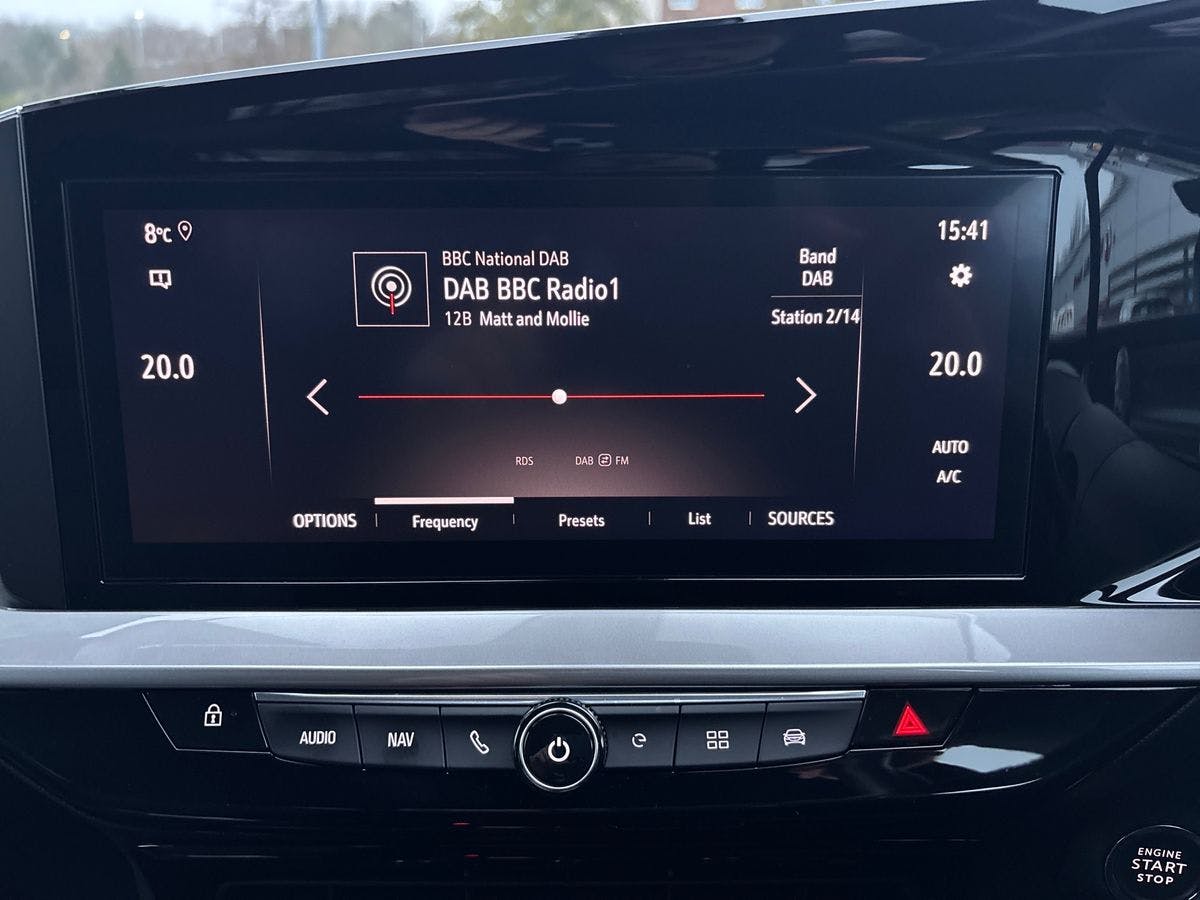 8°C
15:41
BBC National DAB
DAB BBC Radio1
12B Matt and Mollie
Band
DAB
Station 2/14
20.0
20.0
RDS
DAB FM
AUTO
A/C
OPTIONS
Frequency
Presets
List
SOURCES
AUDIO
NAV
ENGINE
START
STOP